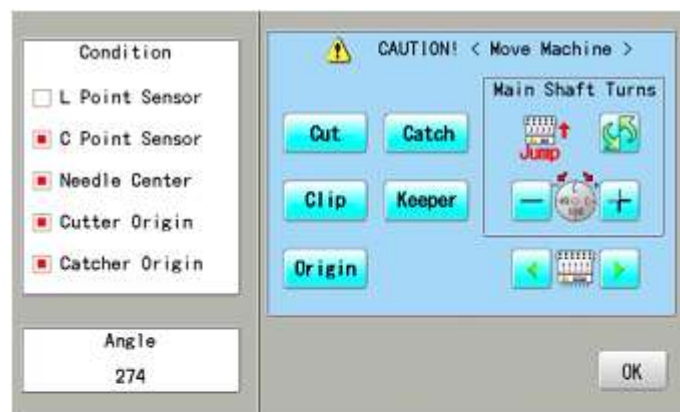 Condition
L Point Sensor
C Point Sensor
Needle Center
Cutter Origin
Catcher Origin
Angle
274
CAUTION! < Move Machine >
Main Shaft Turns
Cut
Catch
Jump
Clip
Keeper
Origin
OK